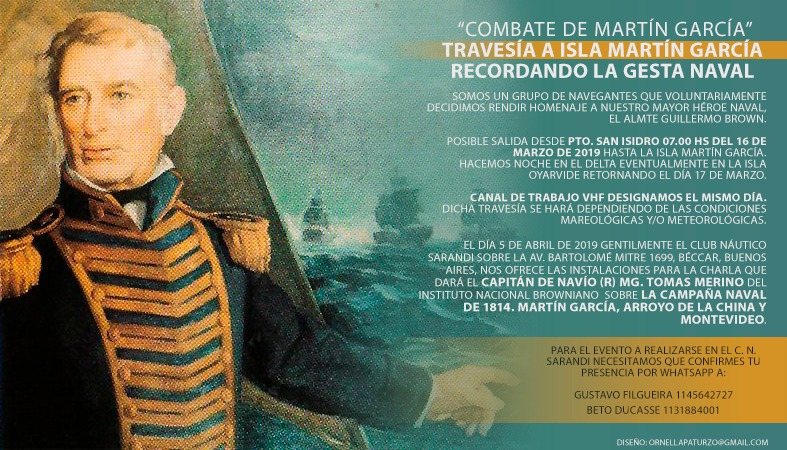 “COMBATE DE MARTÍN GARCÍA”
TRAVESÍA A ISLA MARTÍN GARCÍA
RECORDANDO LA GESTA NAVAL
SOMOS UN GRUPO DE NAVEGANTES QUE VOLUNTARIAMENTE
DECIDIMOS RENDIR HOMENAJE A NUESTRO MAYOR HÉROE NAVAL,
EL ALMTE GUILLERMO BROWN.
POSIBLE SALIDA DESDE PTO. SAN ISIDRO 07.00 HS DEL 16 DE
MARZO DE 2019 HASTA LA ISLA MARTÍN GARCÍA.
HACEMOS NOCHE EN EL DELTA EVENTUALMENTE EN LA ISLA
OYARVIDE RETORNANDO EL DÍA 17 DE MARZO.
CANAL DE TRABAJO VHF DESIGNAMOS EL MISMO DÍA.
DICHA TRAVESÍA SE HARÁ DEPENDIENDO DE LAS CONDICIONES
MAREOLÓGICAS Y/O METEOROLÓGICAS.
EL DÍA 5 DE ABRIL DE 2019 GENTILMENTE EL CLUB NÁUTICO
SARANDI SOBRE LA AV. BARTOLOMÉ MITRE 1699, BÉCCAR, BUENOS
AIRES, NOS OFRECE LAS INSTALACIONES PARA LA CHARLA QUE
DARÁ EL CAPITÁN DE NAVÍO (R) MG. TOMAS MERINO DEL
INSTITUTO NACIONAL BROWNIANO SOBRE LA CAMPAÑA NAVAL
DE 1814. MARTÍN GARCÍA, ARROYO DE LA CHINA Y
MONTEVIDEO.
PARA EL EVENTO A REALIZARSE EN EL C. N.
SARANDI NECESITAMOS QUE CONFIRMES TU
PRESENCIA POR WHATSAPP A:
GUSTAVO FILGUEIRA 1145642727
BETO DUCASSE 1131884001
DISEÑO: ORNELLAPATURZO@GMAIL.COM